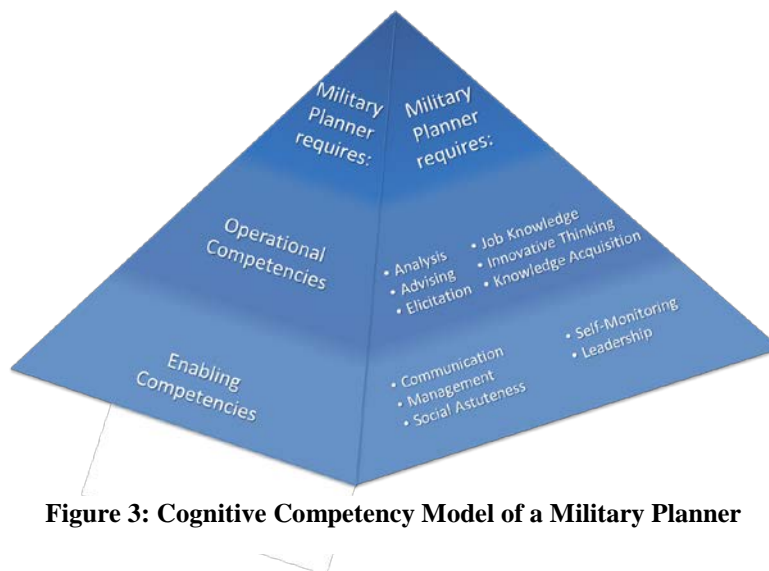 Military
Planner
requires:
Military
Planner
requires:
Operational
Competencies
• Analysis
• Advising
• Elicitation
• Job Knowledge
• Innovative Thinking
• Knowledge Acquisition
Enabling
Competencies
• Communication
• Management
• Social Astuteness
• Self-Monitoring
• Leadership
Figure 3: Cognitive Competency Model of a Military Planner